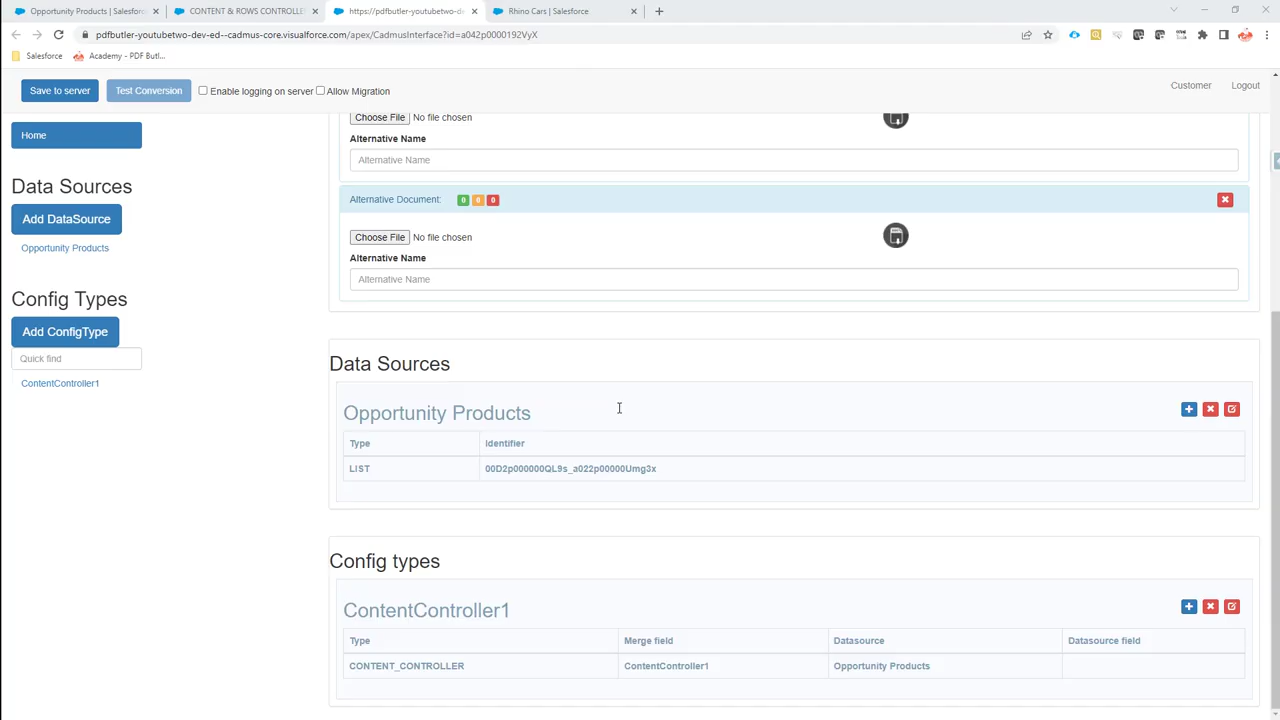 Opportunity Products | Salesforc
CONTENT & ROWS CONTROLLE
https://pdfbutler-youtubetwo-de
Rhino Cars | Salesforce
pdfbutler-youtubetwo-dev-ed--cadmus-core.visualforce.com/apex/CadmusInterface?id=a042p0000192VyX
Salesforce
Academy - PDF Butl...
Save to server
Test Conversion
Enable logging on server
Allow Migration
Customer
Logout
Home
Data Sources
Add DataSource
Opportunity Products
Config Types
Add ConfigType
Quick find
ContentController1
Choose File No file chosen
Alternative Name
Alternative Name
Alternative Document: 0 0 0
Choose File No file chosen
Alternative Name
Alternative Name
Data Sources
Opportunity Products
Type Identifier
LIST 00D2p000000QL9s_a022p00000Umg3x
Config types
ContentController1
Type Merge field Datasource Datasource field
CONTENT_CONTROLLER ContentController1 Opportunity Products